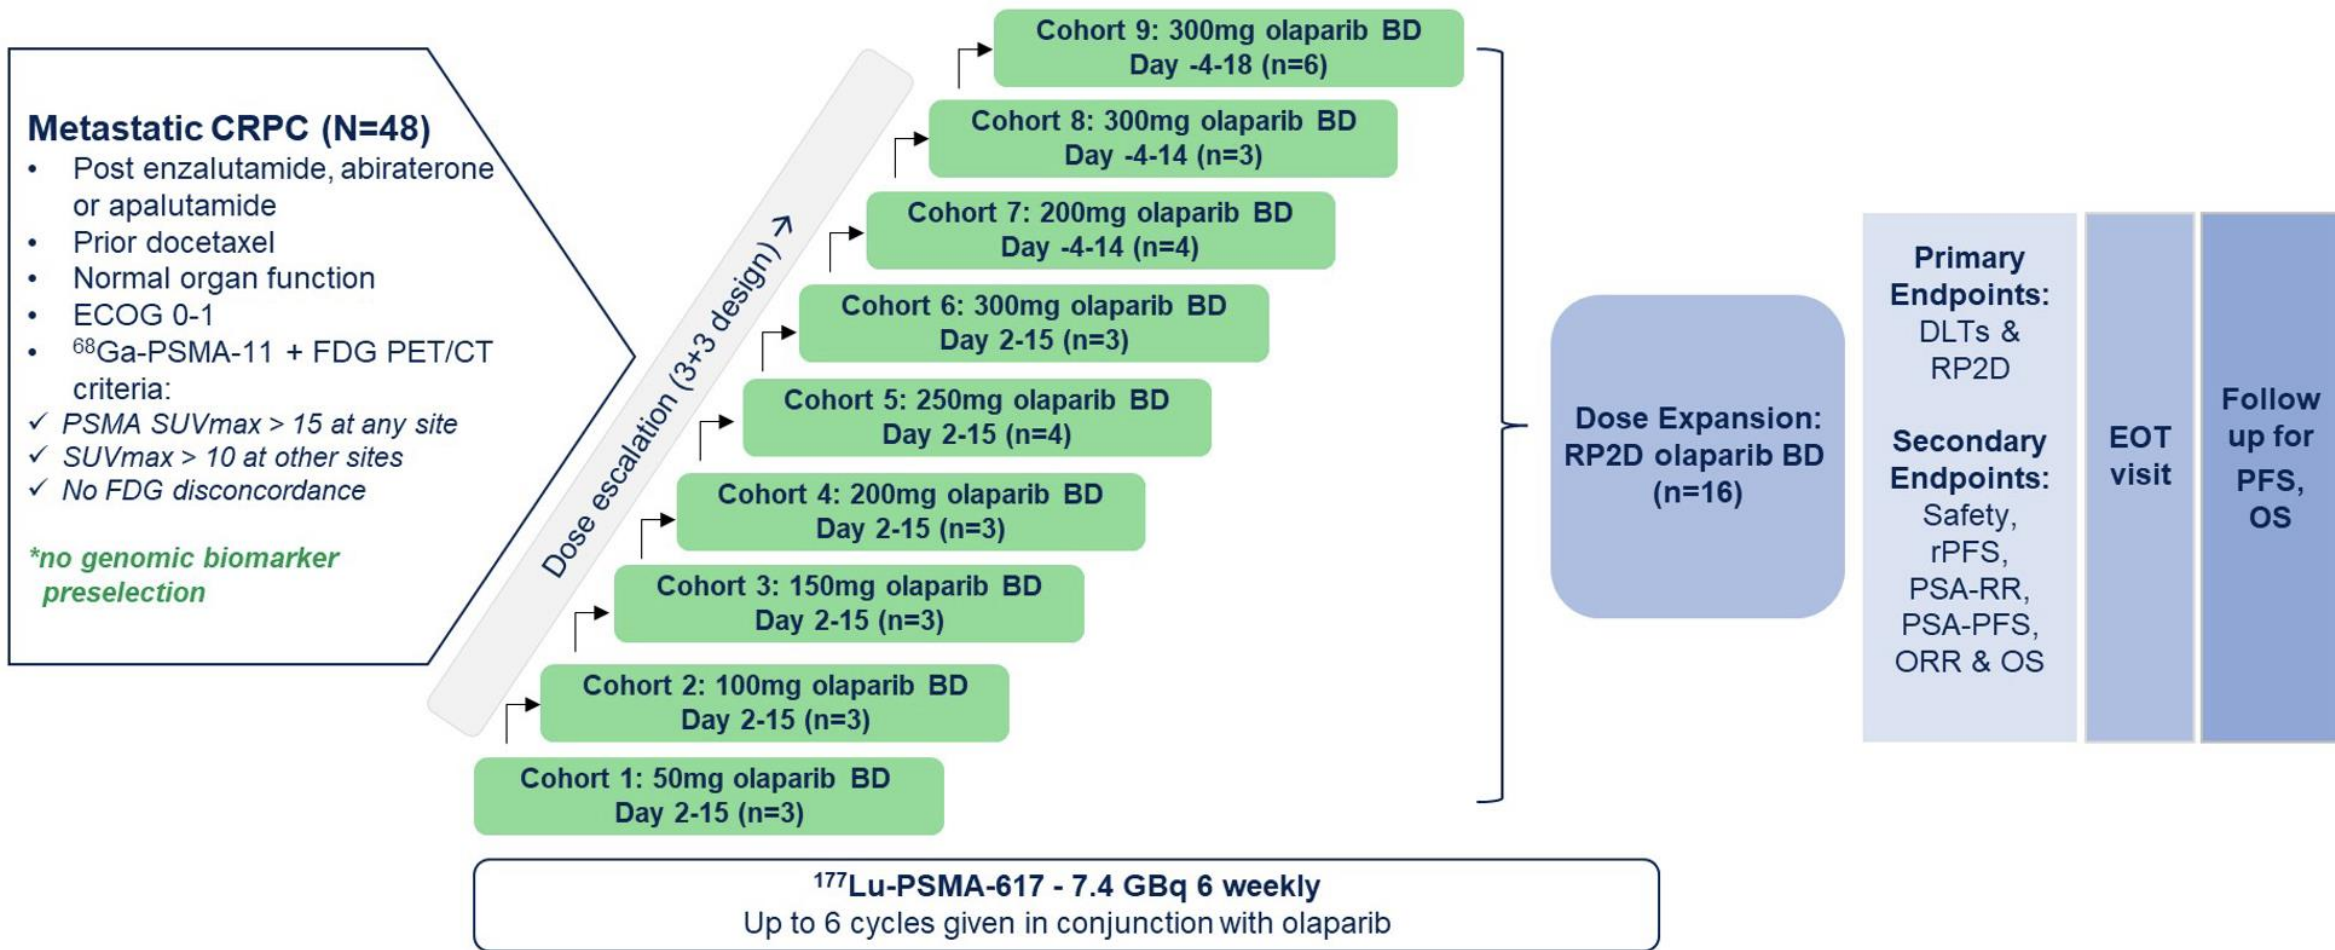 Metastatic CRPC (N=48)
• Post enzalutamide, abiraterone
or apalutamide
• Prior docetaxel
• Normal organ function
• ECOG 0-1
• ⁶⁸Ga-PSMA-11 + FDG PET/CT
criteria:
✓ PSMA SUVmax > 15 at any site
✓ SUVmax > 10 at other sites
✓ No FDG disconcordance
*no genomic biomarker
preselection
Dose escalation (3+3 design) →
Cohort 9: 300mg olaparib BD
Day -4-18 (n=6)
Cohort 8: 300mg olaparib BD
Day -4-14 (n=3)
Cohort 7: 200mg olaparib BD
Day -4-14 (n=4)
Cohort 6: 300mg olaparib BD
Day 2-15 (n=3)
Cohort 5: 250mg olaparib BD
Day 2-15 (n=4)
Cohort 4: 200mg olaparib BD
Day 2-15 (n=3)
Cohort 3: 150mg olaparib BD
Day 2-15 (n=3)
Cohort 2: 100mg olaparib BD
Day 2-15 (n=3)
Cohort 1: 50mg olaparib BD
Day 2-15 (n=3)
¹⁷⁷Lu-PSMA-617 - 7.4 GBq 6 weekly
Up to 6 cycles given in conjunction with olaparib
Dose Expansion:
RP2D olaparib BD
(n=16)
Primary
Endpoints:
DLTs &
RP2D
Secondary
Endpoints:
Safety,
rPFS,
PSA-RR,
PSA-PFS,
ORR & OS
EOT
visit
Follow
up for
PFS,
OS